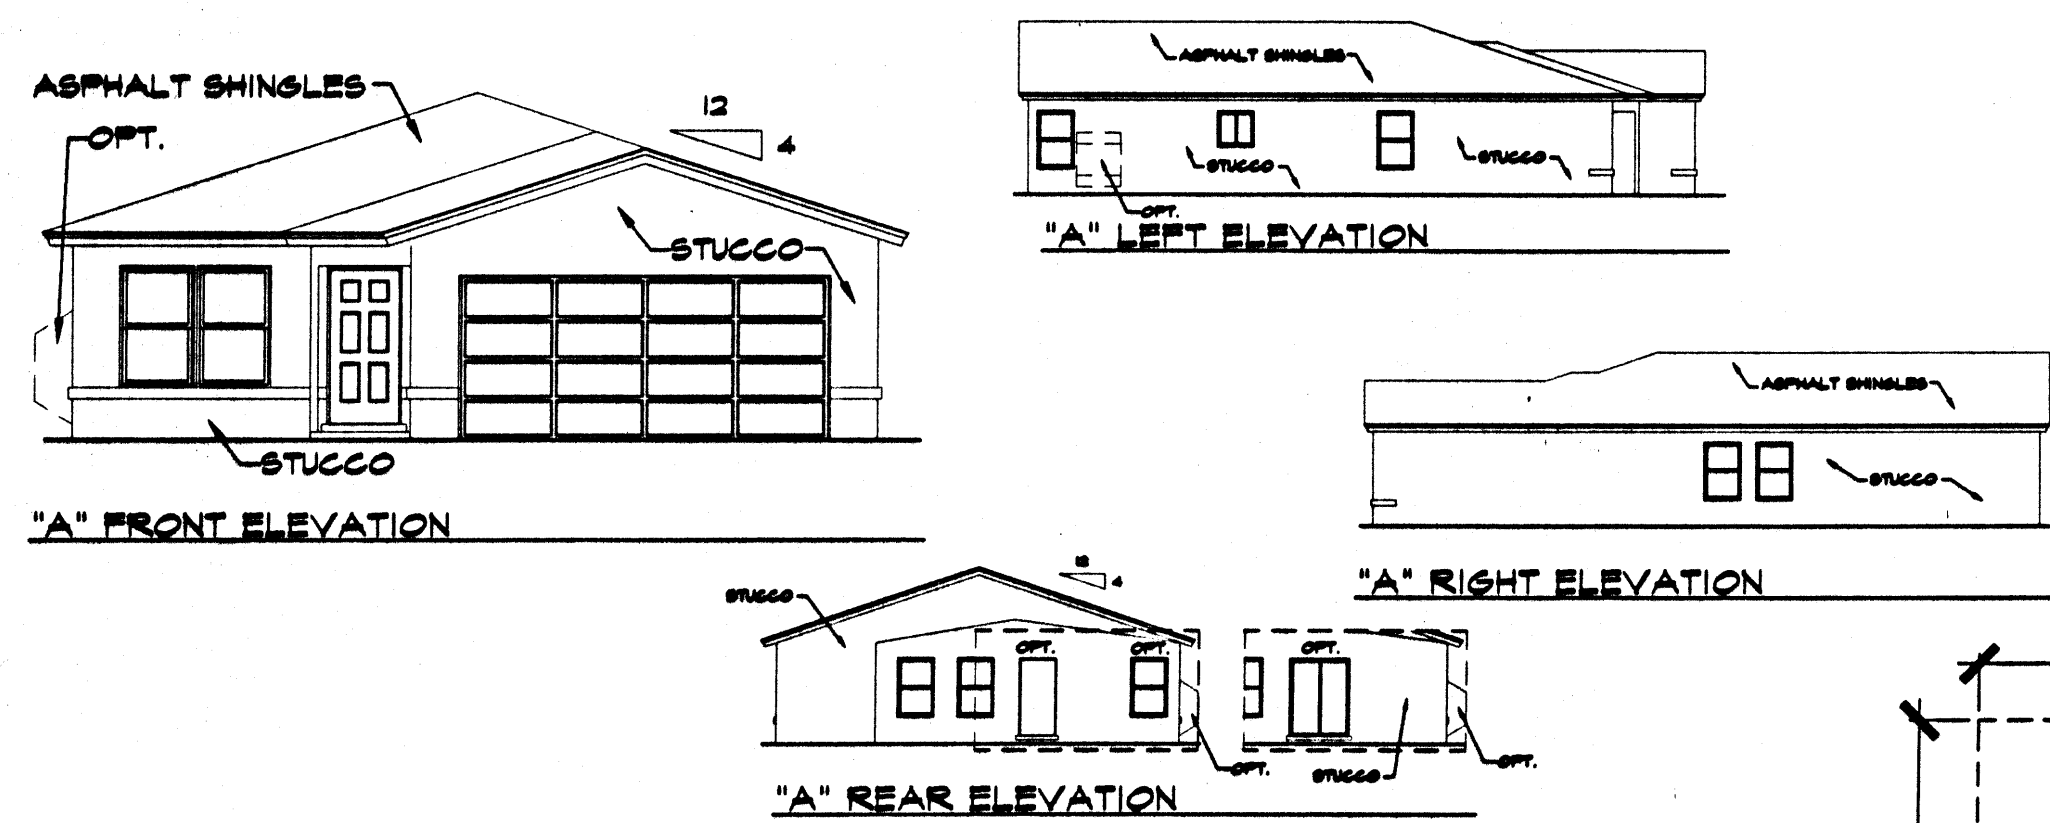 ASPHALT SHINGLES
OPT.
12
4
STUCCO
STUCCO
"A" FRONT ELEVATION
ASPHALT SHINGLES
STUCCO
STUCCO
OPT.
"A" LEFT ELEVATION
ASPHALT SHINGLES
STUCCO
"A" RIGHT ELEVATION
12
4
STUCCO
OPT.
OPT.
OPT.
OPT.
STUCCO
OPT.
"A" REAR ELEVATION